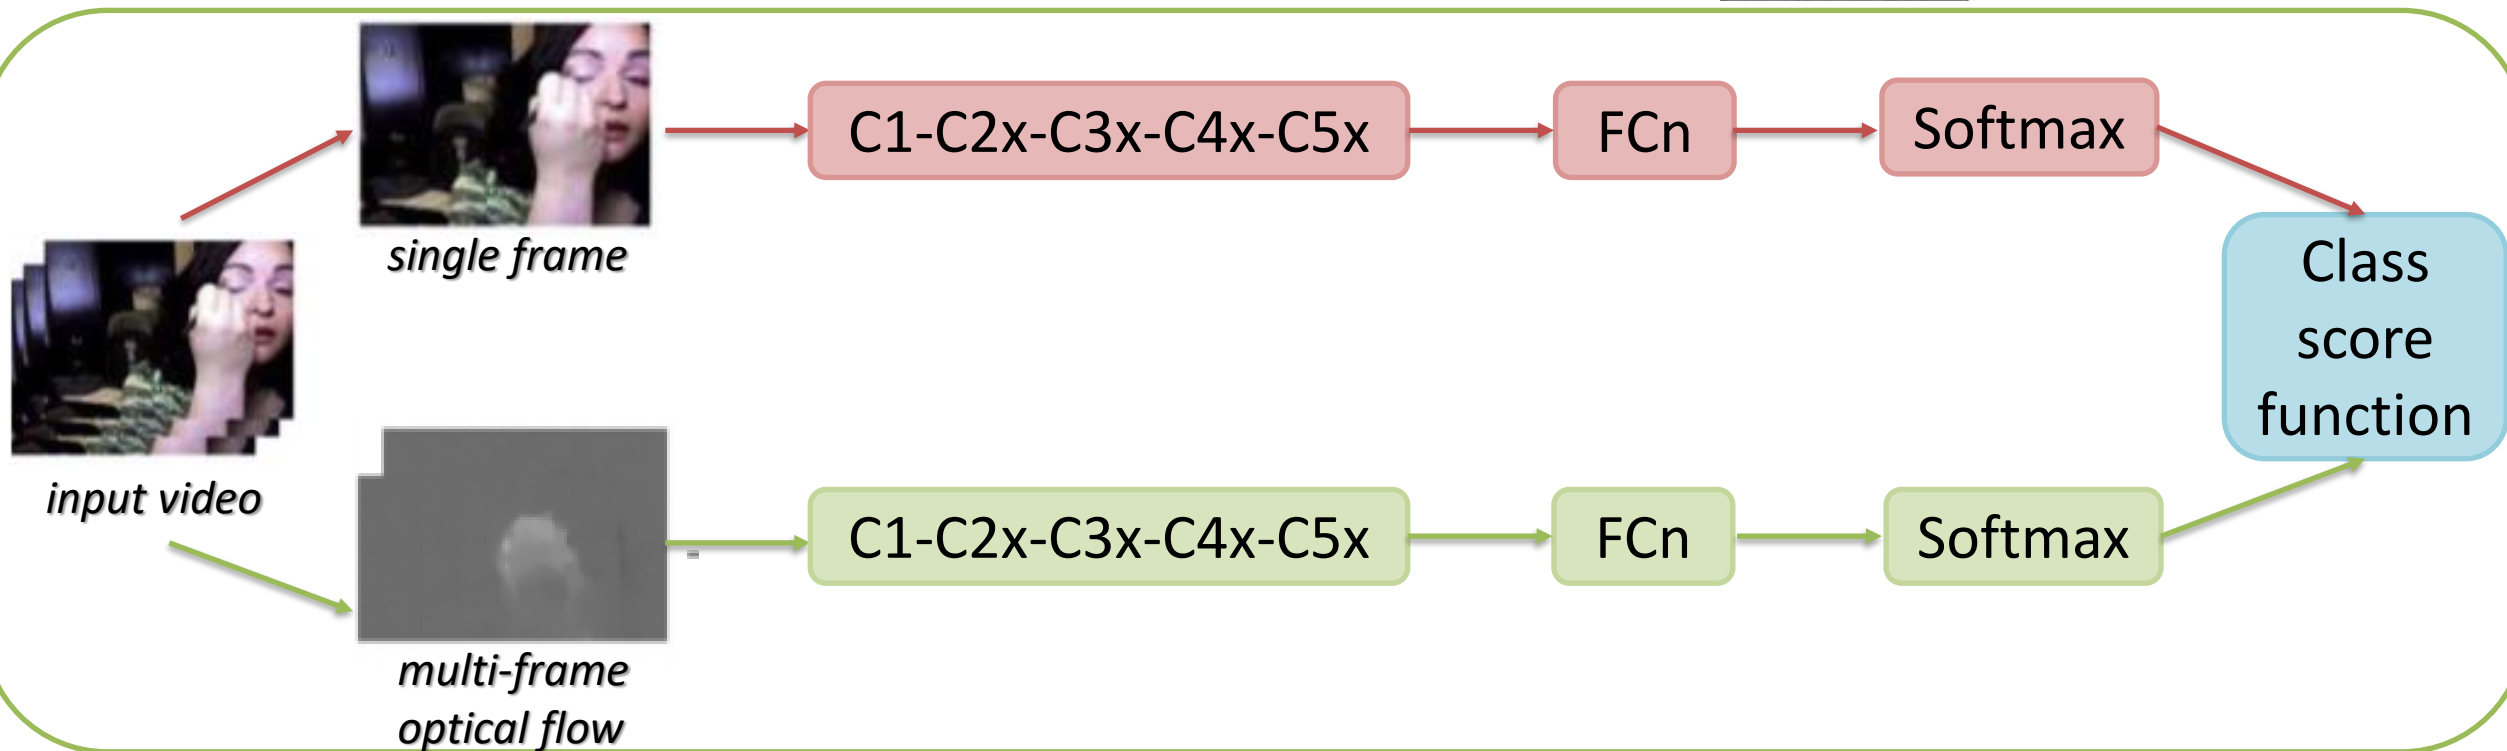 single frame
C1-C2x-C3x-C4x-C5x
FCn
Softmax
input video
Class
score
function
multi-frame
optical flow
C1-C2x-C3x-C4x-C5x
FCn
Softmax